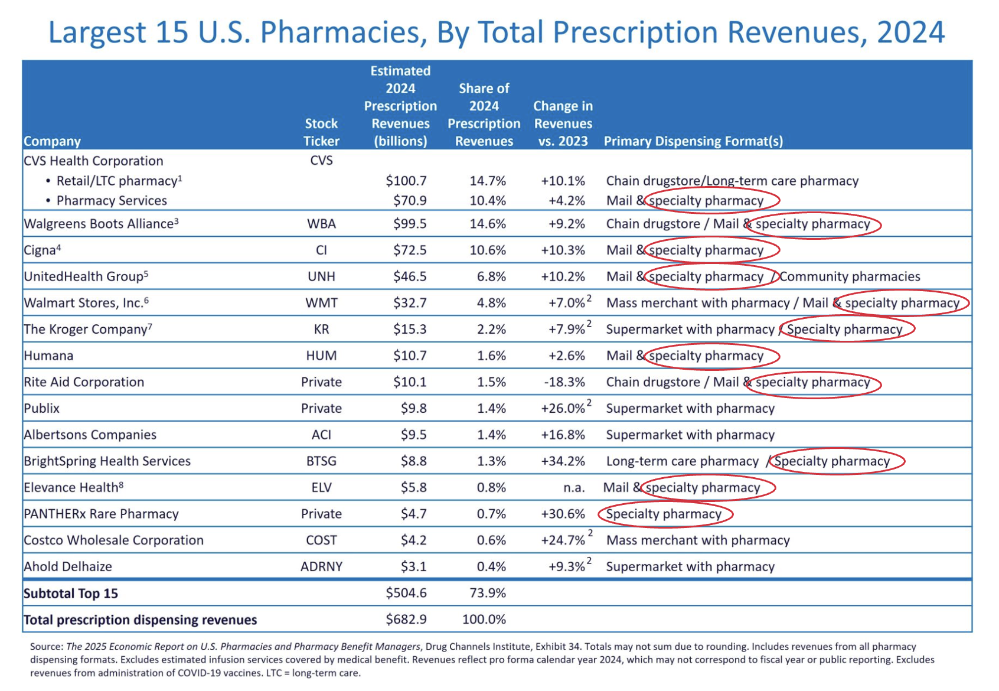 Largest 15 U.S. Pharmacies, By Total Prescription Revenues, 2024
Company Stock Ticker Estimated 2024 Prescription Revenues (billions) Share of 2024 Prescription Revenues Change in Revenues vs. 2023 Primary Dispensing Format(s)
CVS Health Corporation CVS
• Retail/LTC pharmacy¹ $100.7 14.7% +10.1% Chain drugstore/Long-term care pharmacy
• Pharmacy Services $70.9 10.4% +4.2% Mail & specialty pharmacy
Walgreens Boots Alliance³ WBA $99.5 14.6% +9.2% Chain drugstore / Mail & specialty pharmacy
Cigna⁴ CI $72.5 10.6% +10.3% Mail & specialty pharmacy
UnitedHealth Group⁵ UNH $46.5 6.8% +10.2% Mail & specialty pharmacy / Community pharmacies
Walmart Stores, Inc.⁶ WMT $32.7 4.8% +7.0%² Mass merchant with pharmacy / Mail & specialty pharmacy
The Kroger Company⁷ KR $15.3 2.2% +7.9%² Supermarket with pharmacy / Specialty pharmacy
Humana HUM $10.7 1.6% +2.6% Mail & specialty pharmacy
Rite Aid Corporation Private $10.1 1.5% -18.3% Chain drugstore / Mail & specialty pharmacy
Publix Private $9.8 1.4% +26.0%² Supermarket with pharmacy
Albertsons Companies ACI $9.5 1.4% +16.8% Supermarket with pharmacy
BrightSpring Health Services BTSG $8.8 1.3% +34.2% Long-term care pharmacy / Specialty pharmacy
Elevance Health⁸ ELV $5.8 0.8% n.a. Mail & specialty pharmacy
PANTHERx Rare Pharmacy Private $4.7 0.7% +30.6% Specialty pharmacy
Costco Wholesale Corporation COST $4.2 0.6% +24.7%² Mass merchant with pharmacy
Ahold Delhaize ADRNY $3.1 0.4% +9.3%² Supermarket with pharmacy
Subtotal Top 15 $504.6 73.9%
Total prescription dispensing revenues $682.9 100.0%
Source: The 2025 Economic Report on U.S. Pharmacies and Pharmacy Benefit Managers, Drug Channels Institute, Exhibit 34. Totals may not sum due to rounding. Includes revenues from all pharmacy
dispensing formats. Excludes estimated infusion services covered by medical benefit. Revenues reflect pro forma calendar year 2024, which may not correspond to fiscal year or public reporting. Excludes
revenues from administration of COVID-19 vaccines. LTC = long-term care.